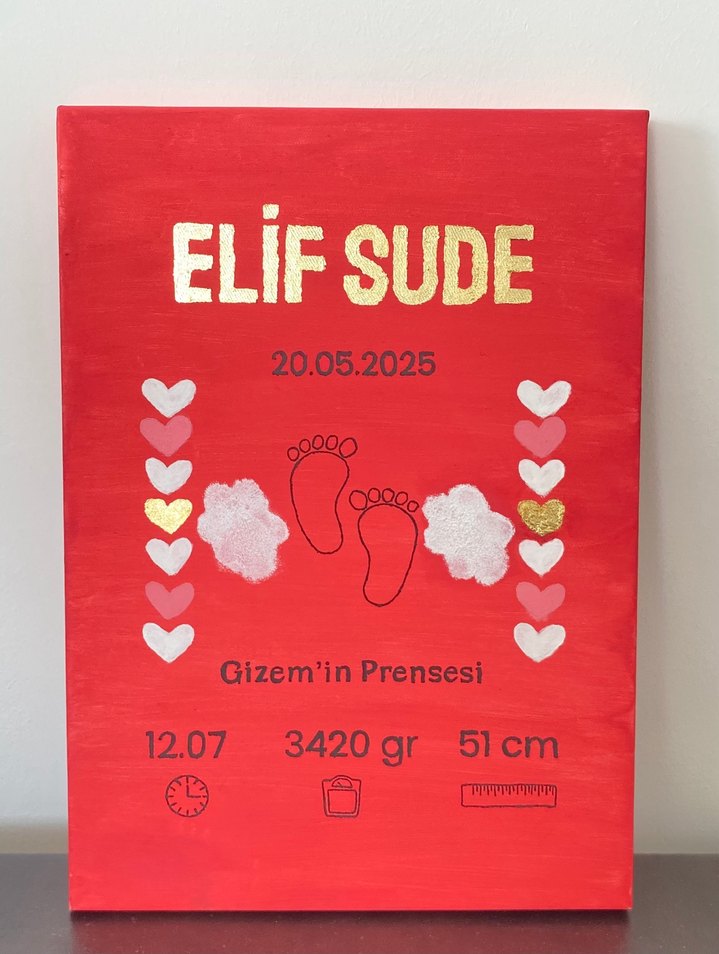 ELİF SUDE
20.05.2025
Gizem'in Prensesi
12.07 3420 gr 51 cm